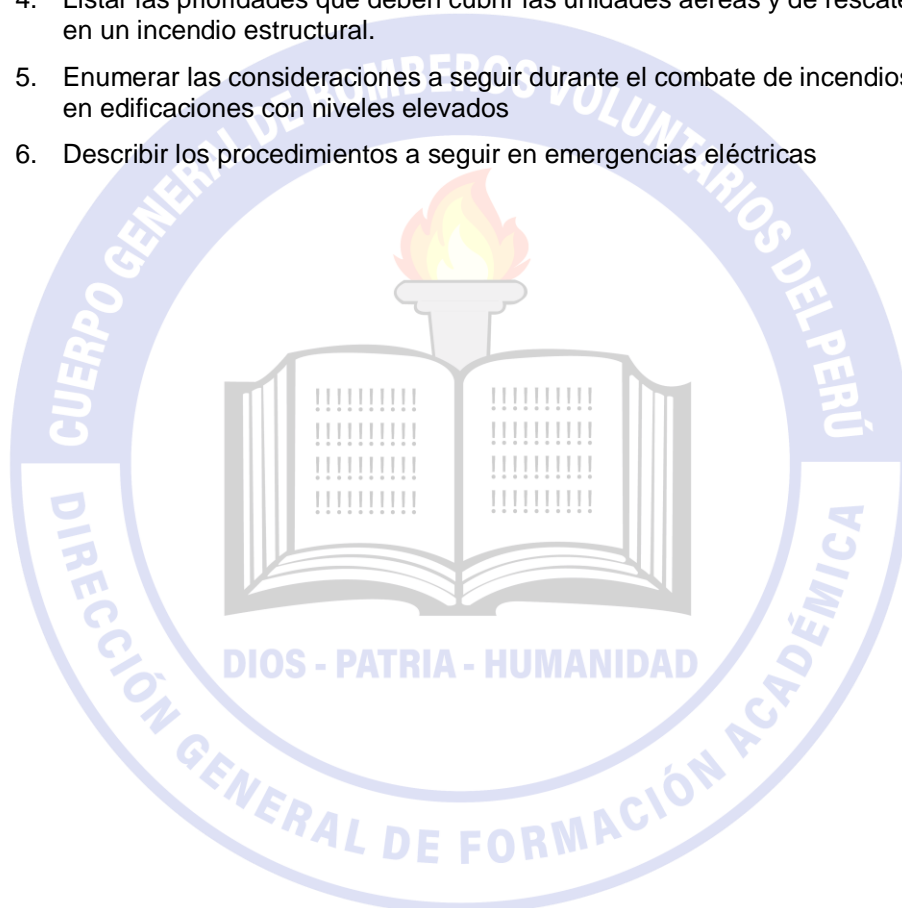 4. Listar las prioridades que deben cubrir las unidades aéreas y de rescate
en un incendio estructural.
5. Enumerar las consideraciones a seguir durante el combate de incendios
en edificaciones con niveles elevados
6. Describir los procedimientos a seguir en emergencias eléctricas
CUERPO GENERAL DE BOMBEROS VOLUNTARIOS DEL PERÚ
!!!!!!!!!! !!!!!!!!!!
!!!!!!!!!! !!!!!!!!!!
!!!!!!!!!! !!!!!!!!!!
!!!!!!!!!! !!!!!!!!!!
DIOS - PATRIA - HUMANIDAD
DIRECCIÓN GENERAL DE FORMACIÓN ACADÉMICA